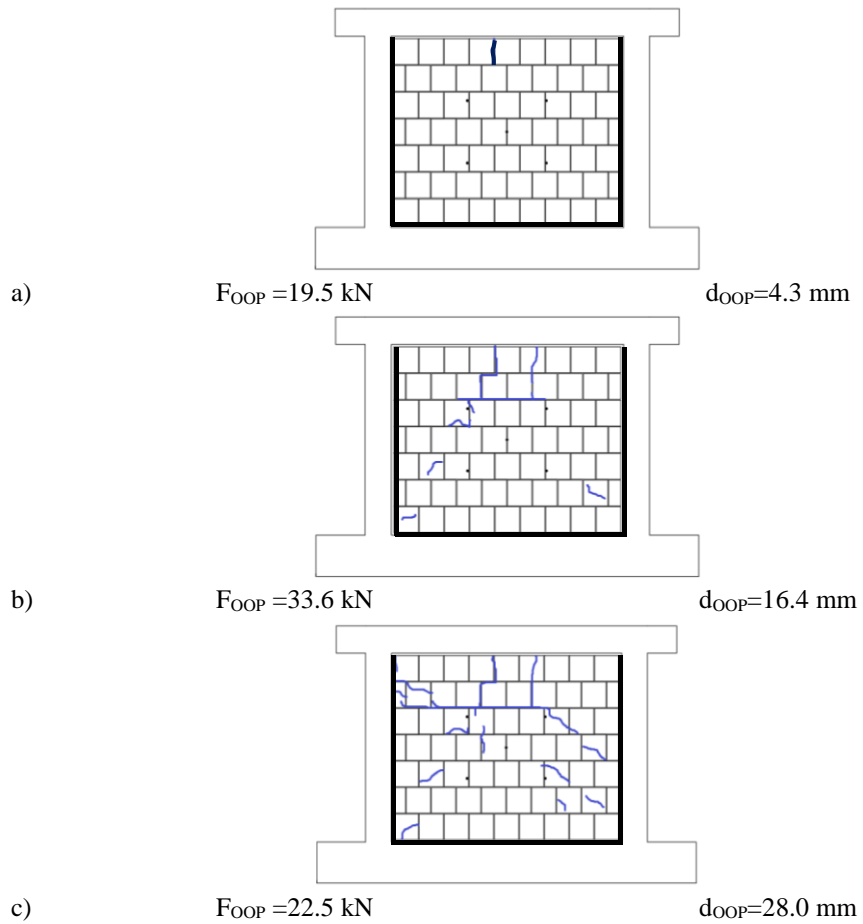 a) F_OOP =19.5 kN d_OOP=4.3 mm
b) F_OOP =33.6 kN d_OOP=16.4 mm
c) F_OOP =22.5 kN d_OOP=28.0 mm